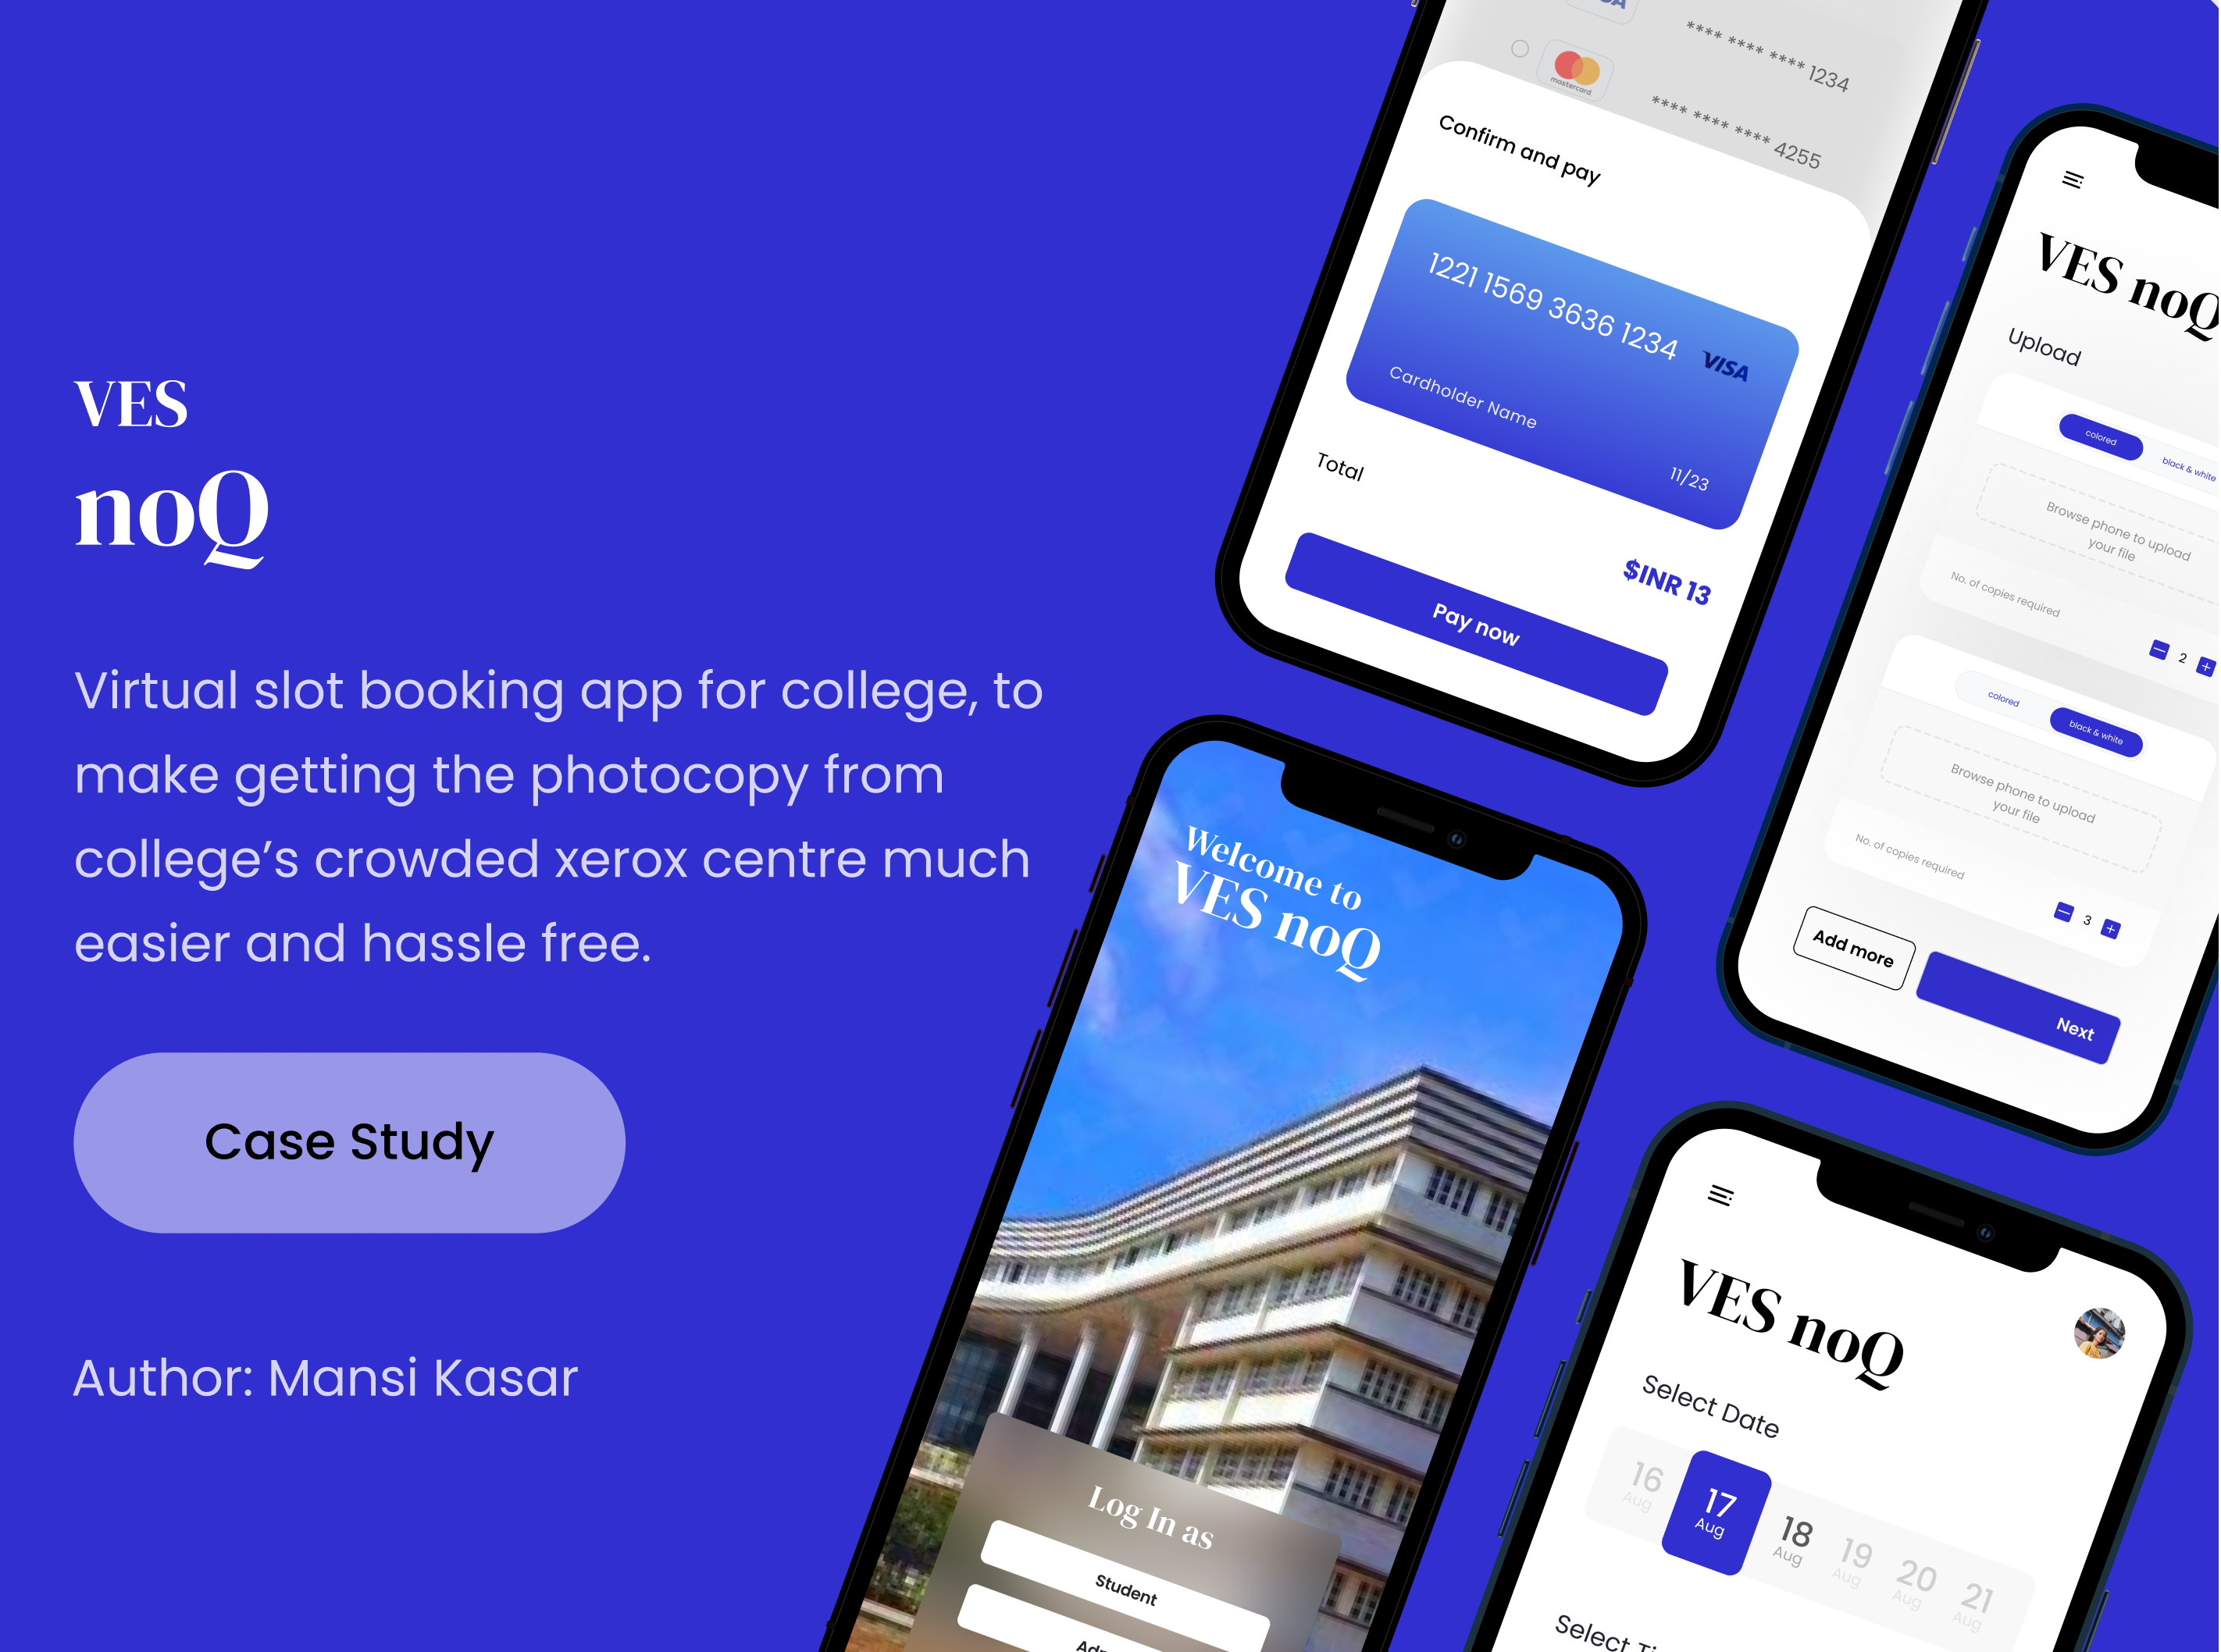 VES
noQ
Virtual slot booking app for college, to
make getting the photocopy from
college’s crowded xerox centre much
easier and hassle free.
Case Study
Author: Mansi Kasar
**** **** **** 1234
mastercard
**** **** **** 4255
Confirm and pay
1221 1569 3636 1234
VISA
Cardholder Name
11/23
Total
$INR 13
Pay now
VES noQ
Upload
colored
black & white
Browse phone to upload
your file
No. of copies required
2
colored
black & white
Browse phone to upload
your file
No. of copies required
3
Add more
Next
Welcome to
VES noQ
Log In as
Student
VES noQ
Select Date
16 17 18 19 20 21
Aug Aug Aug Aug Aug Aug
Select